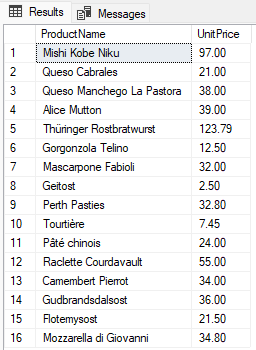 Results Messages
ProductName UnitPrice
1 Mishi Kobe Niku 97.00
2 Queso Cabrales 21.00
3 Queso Manchego La Pastora 38.00
4 Alice Mutton 39.00
5 Thüringer Rostbratwurst 123.79
6 Gorgonzola Telino 12.50
7 Mascarpone Fabioli 32.00
8 Geitost 2.50
9 Perth Pasties 32.80
10 Tourtière 7.45
11 Pâté chinois 24.00
12 Raclette Courdavault 55.00
13 Camembert Pierrot 34.00
14 Gudbrandsdalsost 36.00
15 Flotemysost 21.50
16 Mozzarella di Giovanni 34.80